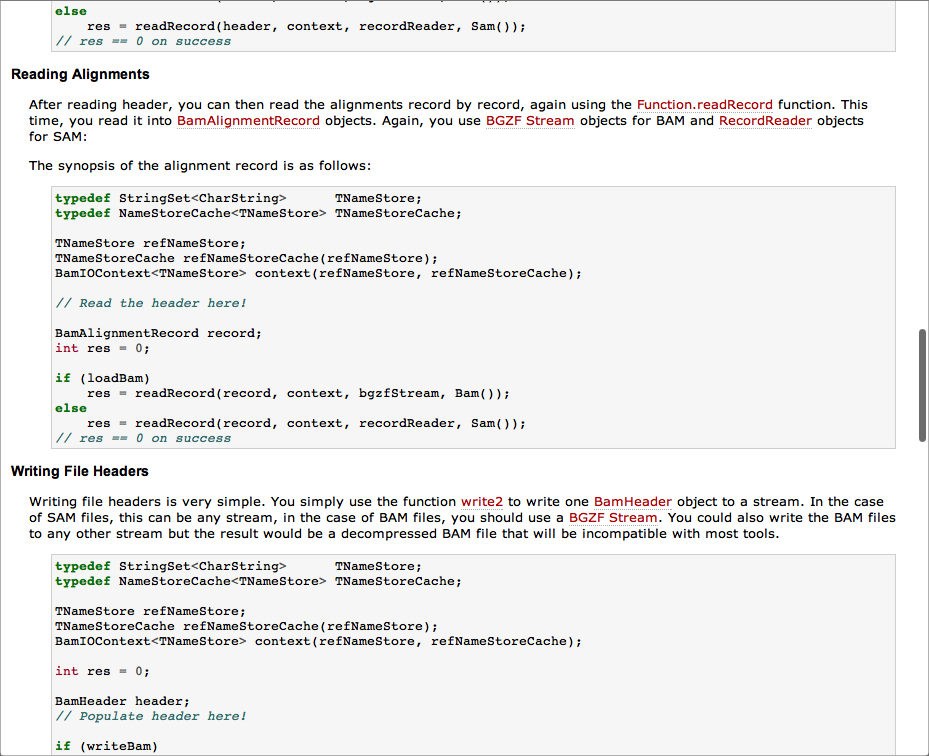 else
    res = readRecord(header, context, recordReader, Sam());
// res == 0 on success
Reading Alignments
After reading header, you can then read the alignments record by record, again using the Function.readRecord function. This
time, you read it into BamAlignmentRecord objects. Again, you use BGZF Stream objects for BAM and RecordReader objects
for SAM:
The synopsis of the alignment record is as follows:
typedef StringSet<CharString>      TNameStore;
typedef NameStoreCache<TNameStore> TNameStoreCache;
TNameStore refNameStore;
TNameStoreCache refNameStoreCache(refNameStore);
BamIOContext<TNameStore> context(refNameStore, refNameStoreCache);
// Read the header here!
BamAlignmentRecord record;
int res = 0;
if (loadBam)
    res = readRecord(record, context, bgzfStream, Bam());
else
    res = readRecord(record, context, recordReader, Sam());
// res == 0 on success
Writing File Headers
Writing file headers is very simple. You simply use the function write2 to write one BamHeader object to a stream. In the case
of SAM files, this can be any stream, in the case of BAM files, you should use a BGZF Stream. You could also write the BAM files
to any other stream but the result would be a decompressed BAM file that will be incompatible with most tools.
typedef StringSet<CharString>      TNameStore;
typedef NameStoreCache<TNameStore> TNameStoreCache;
TNameStore refNameStore;
TNameStoreCache refNameStoreCache(refNameStore);
BamIOContext<TNameStore> context(refNameStore, refNameStoreCache);
int res = 0;
BamHeader header;
// Populate header here!
if (writeBam)